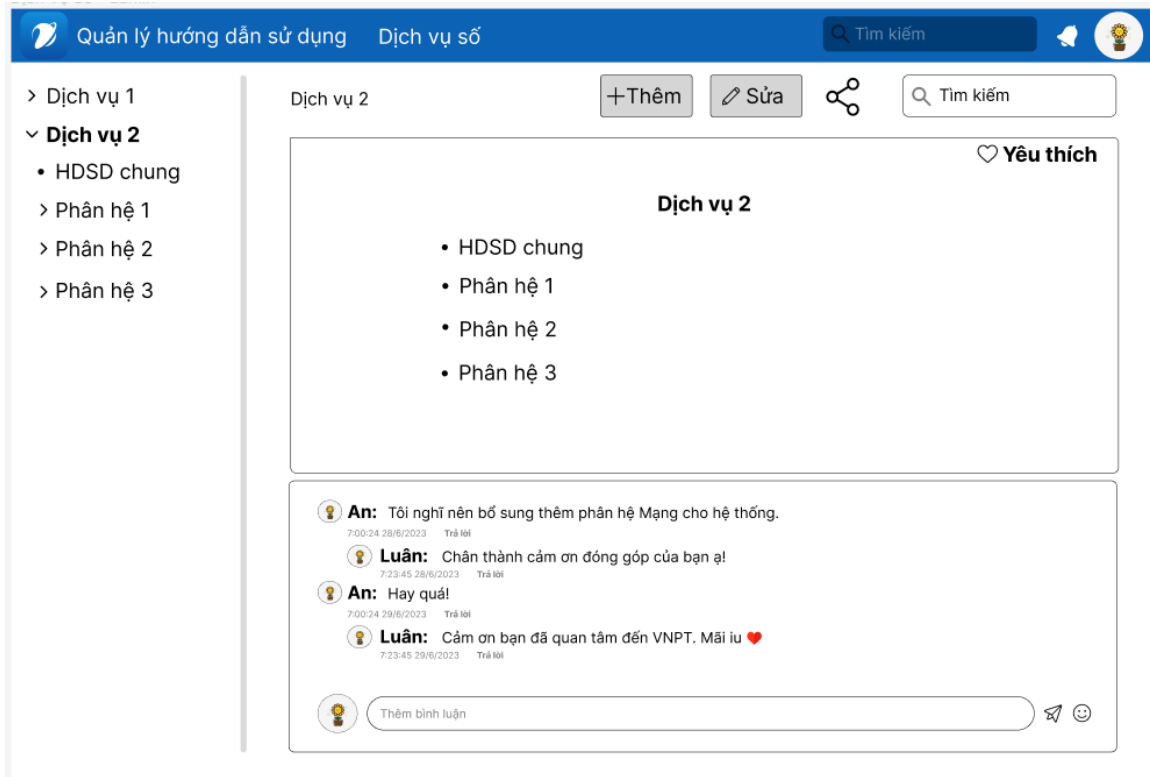 Quản lý hướng dẫn sử dụng Dịch vụ số Tìm kiếm
Dịch vụ 1
Dịch vụ 2
HDSD chung
Phân hệ 1
Phân hệ 2
Phân hệ 3
Dịch vụ 2 +Thêm Sửa Tìm kiếm
Yêu thích
Dịch vụ 2
• HDSD chung
• Phân hệ 1
• Phân hệ 2
• Phân hệ 3
An: Tôi nghĩ nên bổ sung thêm phân hệ Mạng cho hệ thống.
7:00:24 28/6/2023 Trả lời
Luân: Chân thành cảm ơn đóng góp của bạn ạ!
7:23:45 28/6/2023 Trả lời
An: Hay quá!
7:00:24 29/6/2023 Trả lời
Luân: Cảm ơn bạn đã quan tâm đến VNPT. Mãi iu ❤️
7:23:45 29/6/2023 Trả lời
Thêm bình luận